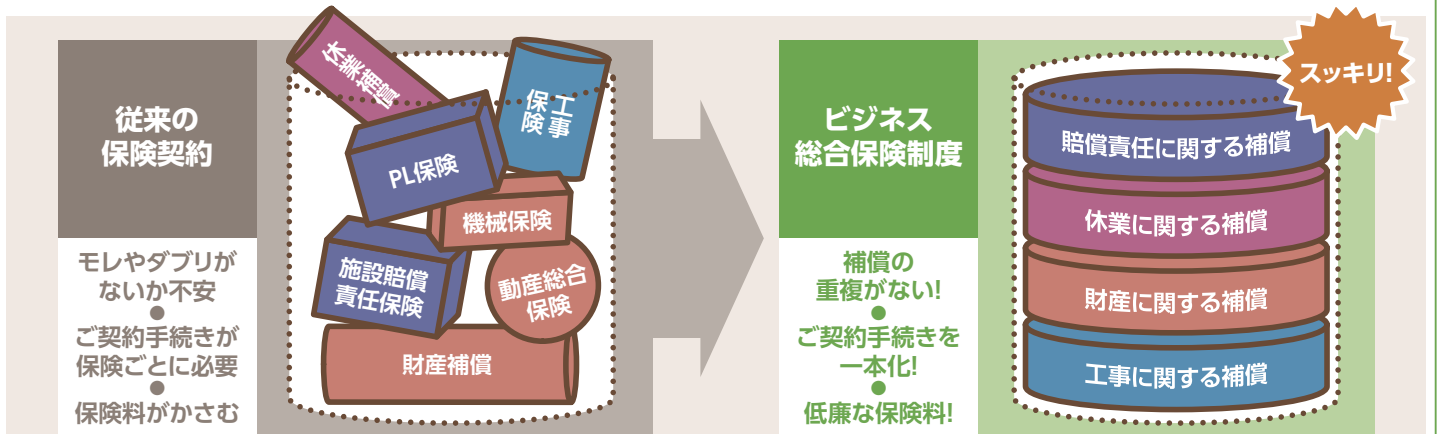 従来の
保険契約
モレやダブリが
ないか不安
●
ご契約手続きが
保険ごとに必要
●
保険料がかさむ
休業補償
工事
保険
PL保険
機械保険
施設賠償
責任保険
動産総合
保険
財産補償
ビジネス
総合保険制度
補償の
重複がない!
●
ご契約手続きを
一本化!
●
低廉な保険料!
スッキリ!
賠償責任に関する補償
休業に関する補償
財産に関する補償
工事に関する補償